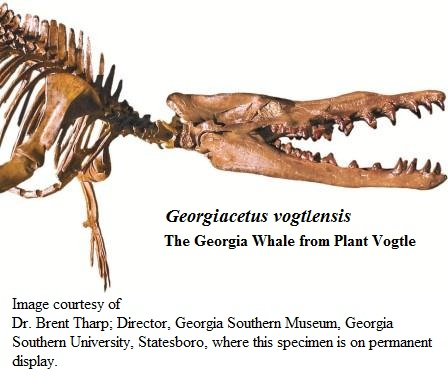 Georgiacetus vogtlensis
The Georgia Whale from Plant Vogtle
Image courtesy of
Dr. Brent Tharp; Director, Georgia Southern Museum, Georgia
Southern University, Statesboro, where this specimen is on permanent
display.